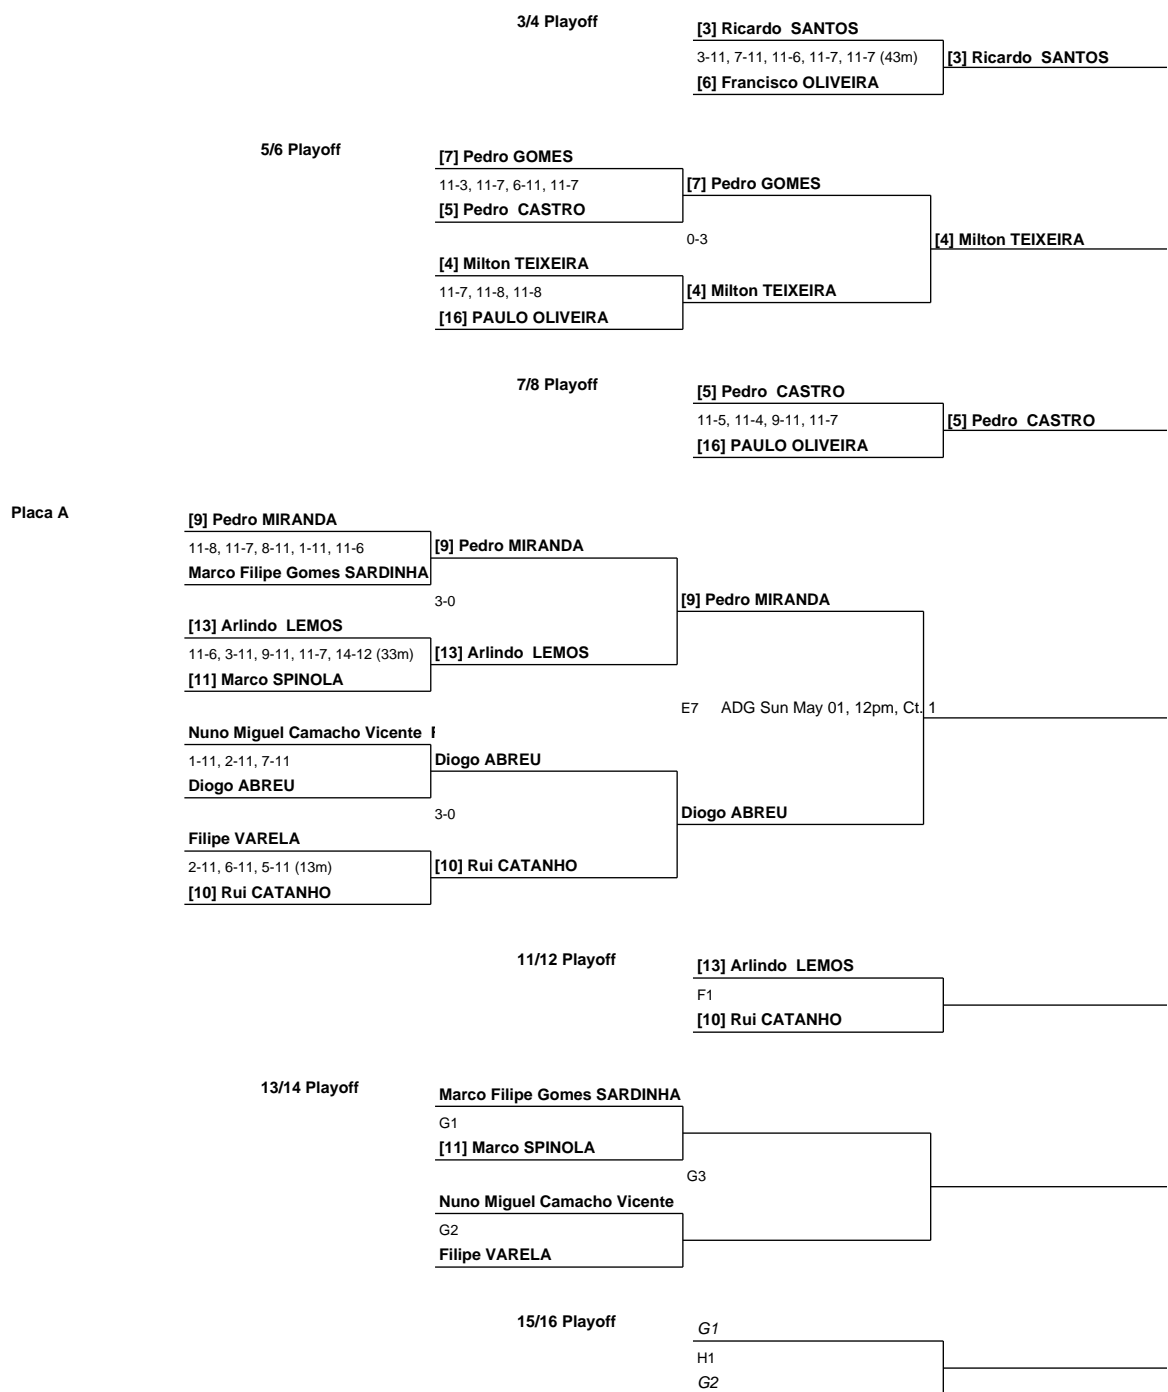 3/4 Playoff
[3] Ricardo SANTOS
3-11, 7-11, 11-6, 11-7, 11-7 (43m)
[3] Ricardo SANTOS
[6] Francisco OLIVEIRA
5/6 Playoff
[7] Pedro GOMES
11-3, 11-7, 6-11, 11-7
[7] Pedro GOMES
[5] Pedro CASTRO
0-3
[4] Milton TEIXEIRA
[4] Milton TEIXEIRA
11-7, 11-8, 11-8
[4] Milton TEIXEIRA
[16] PAULO OLIVEIRA
7/8 Playoff
[5] Pedro CASTRO
11-5, 11-4, 9-11, 11-7
[5] Pedro CASTRO
[16] PAULO OLIVEIRA
Placa A
[9] Pedro MIRANDA
11-8, 11-7, 8-11, 1-11, 11-6
[9] Pedro MIRANDA
Marco Filipe Gomes SARDINHA
3-0
[9] Pedro MIRANDA
[13] Arlindo LEMOS
11-6, 3-11, 9-11, 11-7, 14-12 (33m)
[13] Arlindo LEMOS
[11] Marco SPINOLA
E7 ADG Sun May 01, 12pm, Ct. 1
Nuno Miguel Camacho Vicente
1-11, 2-11, 7-11
Diogo ABREU
Diogo ABREU
3-0
Diogo ABREU
Filipe VARELA
2-11, 6-11, 5-11 (13m)
[10] Rui CATANHO
[10] Rui CATANHO
11/12 Playoff
[13] Arlindo LEMOS
F1
[10] Rui CATANHO
13/14 Playoff
Marco Filipe Gomes SARDINHA
G1
[11] Marco SPINOLA
G3
Nuno Miguel Camacho Vicente
G2
Filipe VARELA
15/16 Playoff
G1
H1
G2